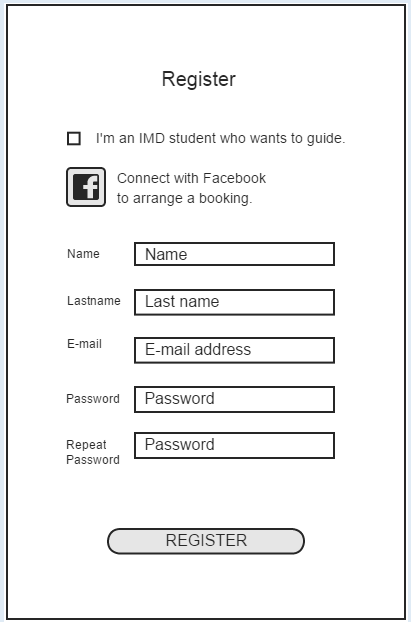 Register
I'm an IMD student who wants to guide.
f
Connect with Facebook
to arrange a booking.
Name
Name
Lastname
Last name
E-mail
E-mail address
Password
Password
Repeat
Password
Password
REGISTER